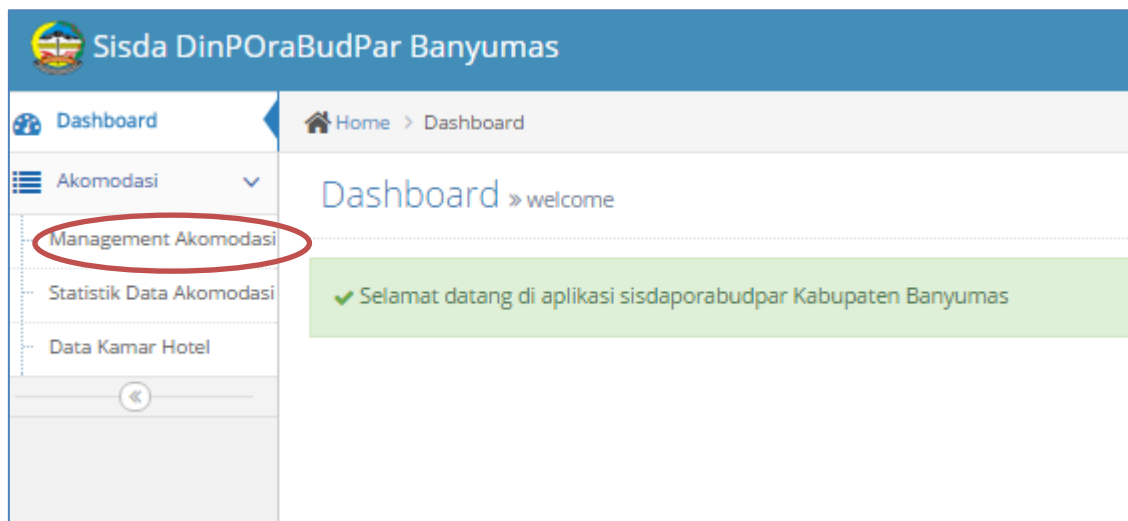 Sisda DinPOraBudPar Banyumas
Dashboard
Home > Dashboard
Akomodasi
Dashboard » welcome
Management Akomodasi
Statistik Data Akomodasi
Selamat datang di aplikasi sisdaporabudpar Kabupaten Banyumas
Data Kamar Hotel